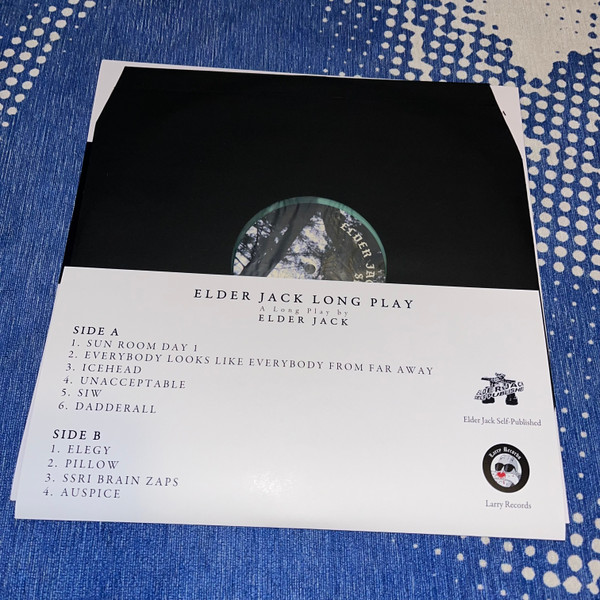 ELDER JAC
S
ELDER JACK LONG PLAY
A Long Play by
ELDER JACK
SIDE A
1. SUN ROOM DAY 1
2. EVERYBODY LOOKS LIKE EVERYBODY FROM FAR AWAY
3. ICEHEAD
4. UNACCEPTABLE
5. SIW
6. DADDERALL
SIDE B
1. ELEGY
2. PILLOW
3. SSRI BRAIN ZAPS
4. AUSPICE
Elder Jack Self-Published
Larry Records
Larry Records